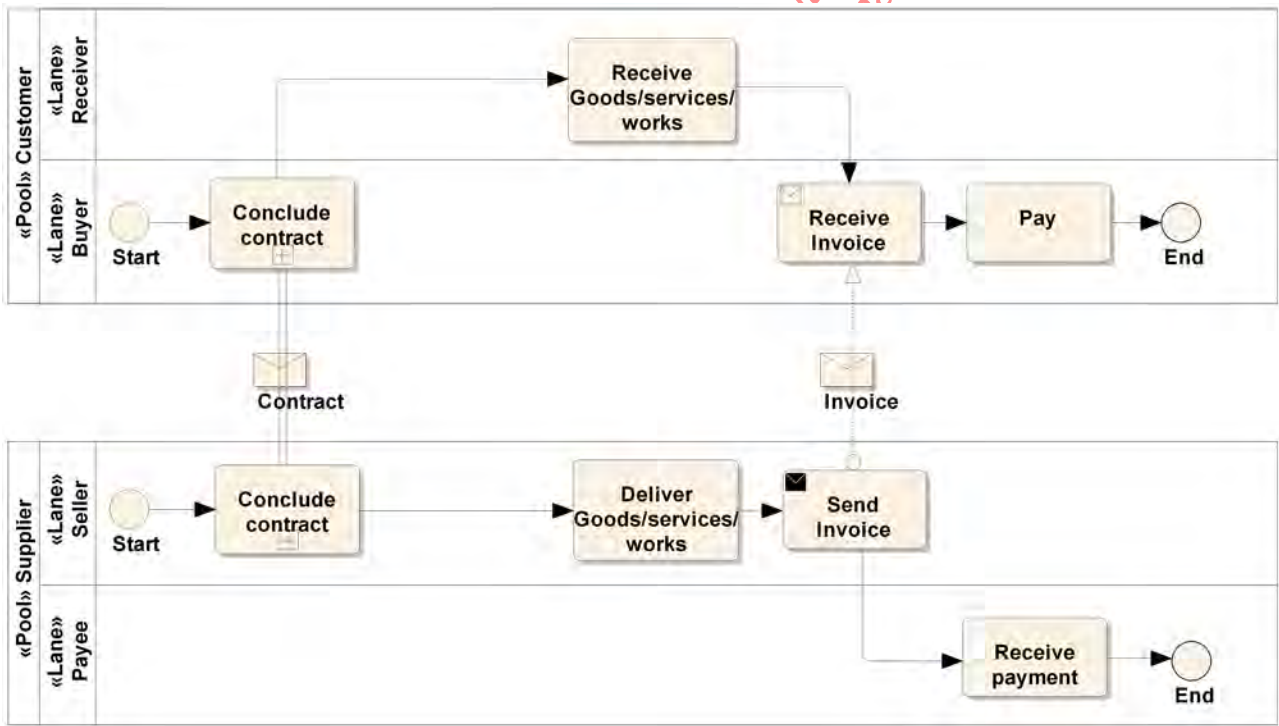 «Pool» Customer
«Lane»
Receiver
Receive
Goods/services/
works
«Lane»
Buyer
Start
Conclude
contract
Receive
Invoice
Pay
End
Contract
Invoice
«Pool» Supplier
«Lane»
Seller
Start
Conclude
contract
Deliver
Goods/services/
works
Send
Invoice
«Lane»
Payee
Receive
payment
End